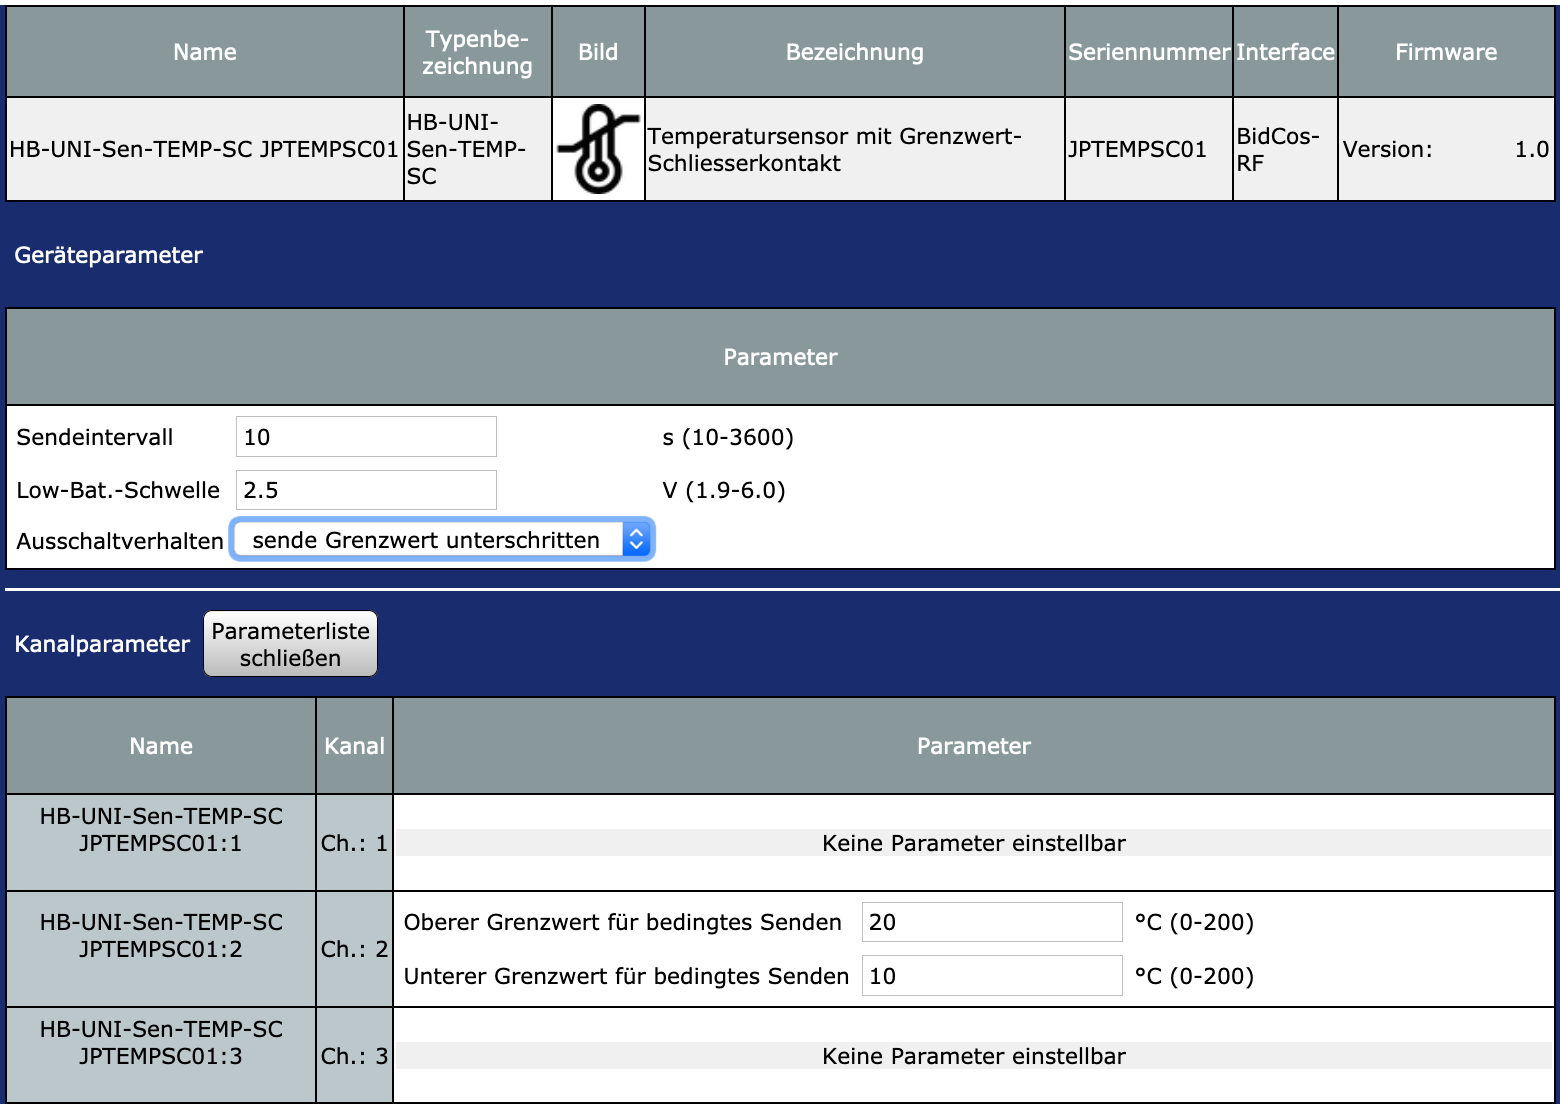 Name
Typenbe-
zeichnung
Bild
Bezeichnung
Seriennummer
Interface
Firmware
HB-UNI-Sen-TEMP-SC JPTEMPSC01
HB-UNI-
Sen-TEMP-
SC
Temperatursensor mit Grenzwert-
Schliesserkontakt
JPTEMPSC01
BidCos-
RF
Version: 1.0
Geräteparameter
Parameter
Sendeintervall 10 s (10-3600)
Low-Bat.-Schwelle 2.5 V (1.9-6.0)
Ausschaltverhalten sende Grenzwert unterschritten
Kanalparameter
Parameterliste
schließen
Name Kanal Parameter
HB-UNI-Sen-TEMP-SC
JPTEMPSC01:1
Ch.: 1
Keine Parameter einstellbar
HB-UNI-Sen-TEMP-SC
JPTEMPSC01:2
Ch.: 2
Oberer Grenzwert für bedingtes Senden 20 °C (0-200)
Unterer Grenzwert für bedingtes Senden 10 °C (0-200)
HB-UNI-Sen-TEMP-SC
JPTEMPSC01:3
Ch.: 3
Keine Parameter einstellbar